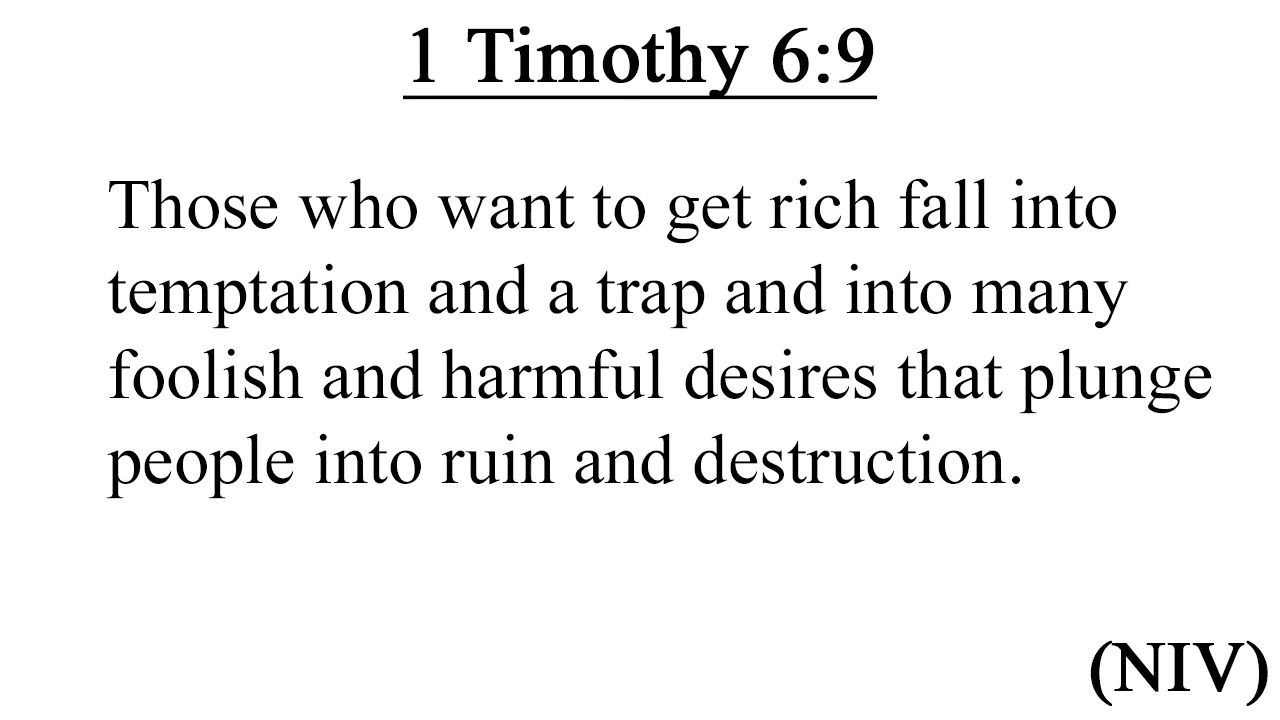 1 Timothy 6:9
Those who want to get rich fall into
temptation and a trap and into many
foolish and harmful desires that plunge
people into ruin and destruction.
(NIV)